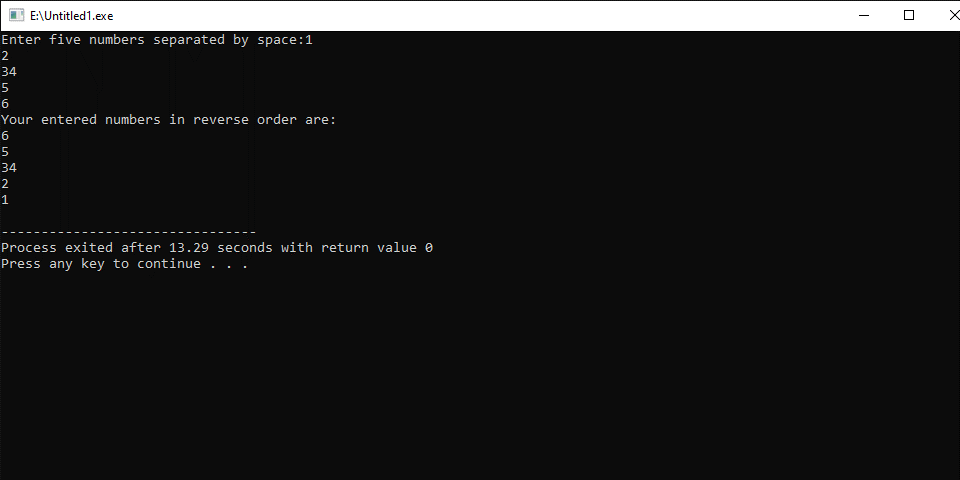 E:\Untitled1.exe
Enter five numbers separated by space:1
2
34
5
6
Your entered numbers in reverse order are:
6
5
34
2
1
--------------------------------
Process exited after 13.29 seconds with return value 0
Press any key to continue . . .